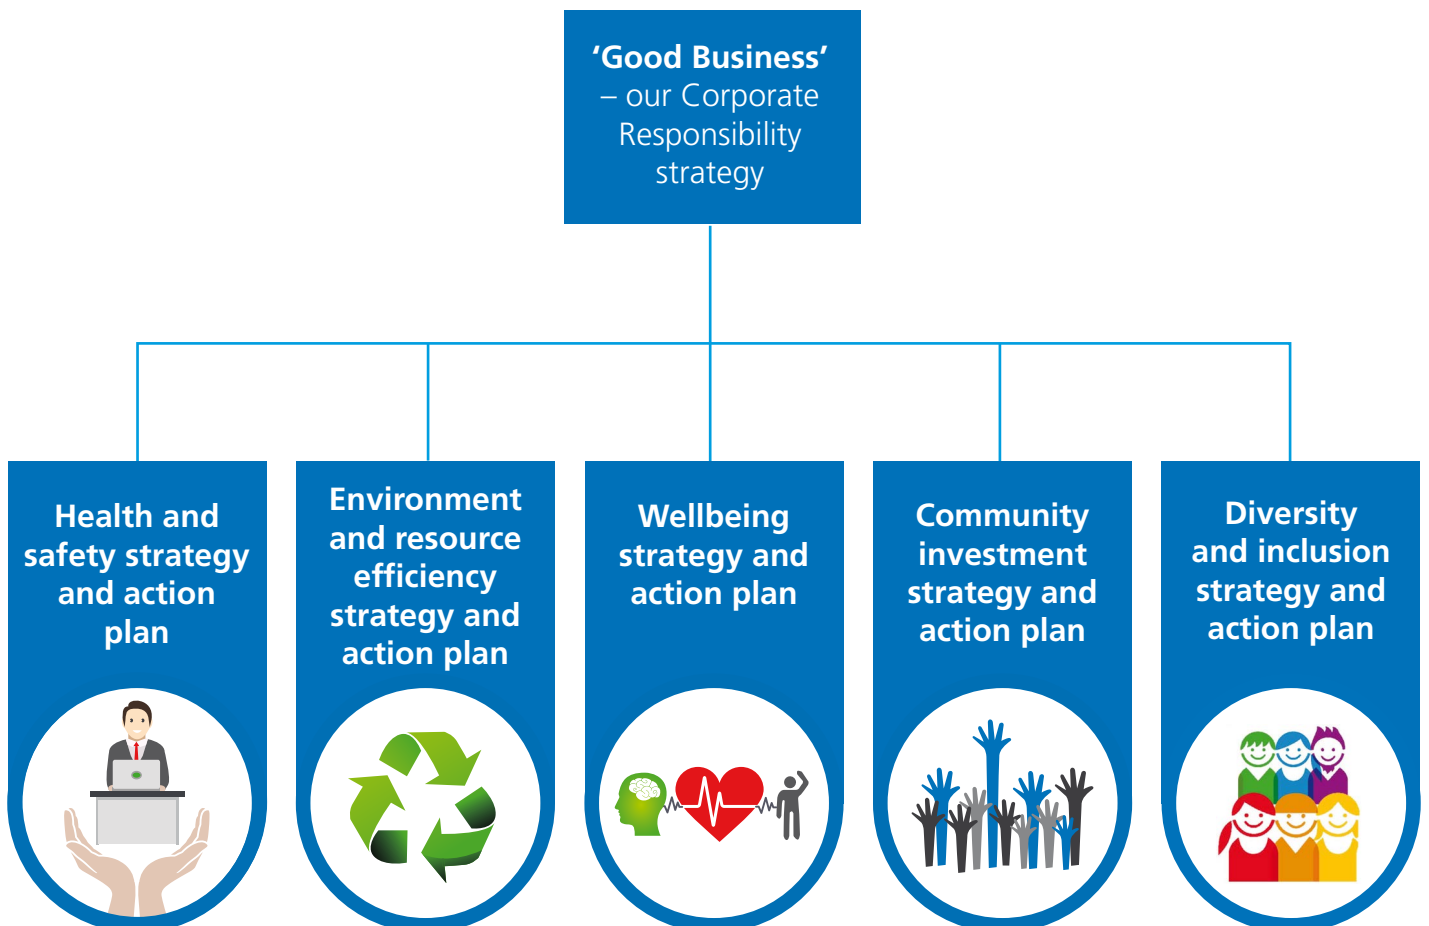 ‘Good Business’
– our Corporate
Responsibility
strategy
Health and
safety strategy
and action
plan
Environment
and resource
efficiency
strategy and
action plan
Wellbeing
strategy and
action plan
Community
investment
strategy and
action plan
Diversity
and inclusion
strategy and
action plan